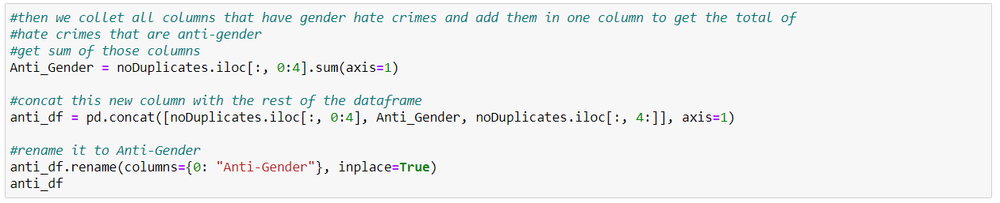 #then we collet all columns that have gender hate crimes and add them in one column to get the total of
#hate crimes that are anti-gender
#get sum of those columns
Anti_Gender = noDuplicates.iloc[:, 0:4].sum(axis=1)
#concat this new column with the rest of the dataframe
anti_df = pd.concat([noDuplicates.iloc[:, 0:4], Anti_Gender, noDuplicates.iloc[:, 4:]], axis=1)
#rename it to Anti-Gender
anti_df.rename(columns={0: "Anti-Gender"}, inplace=True)
anti_df